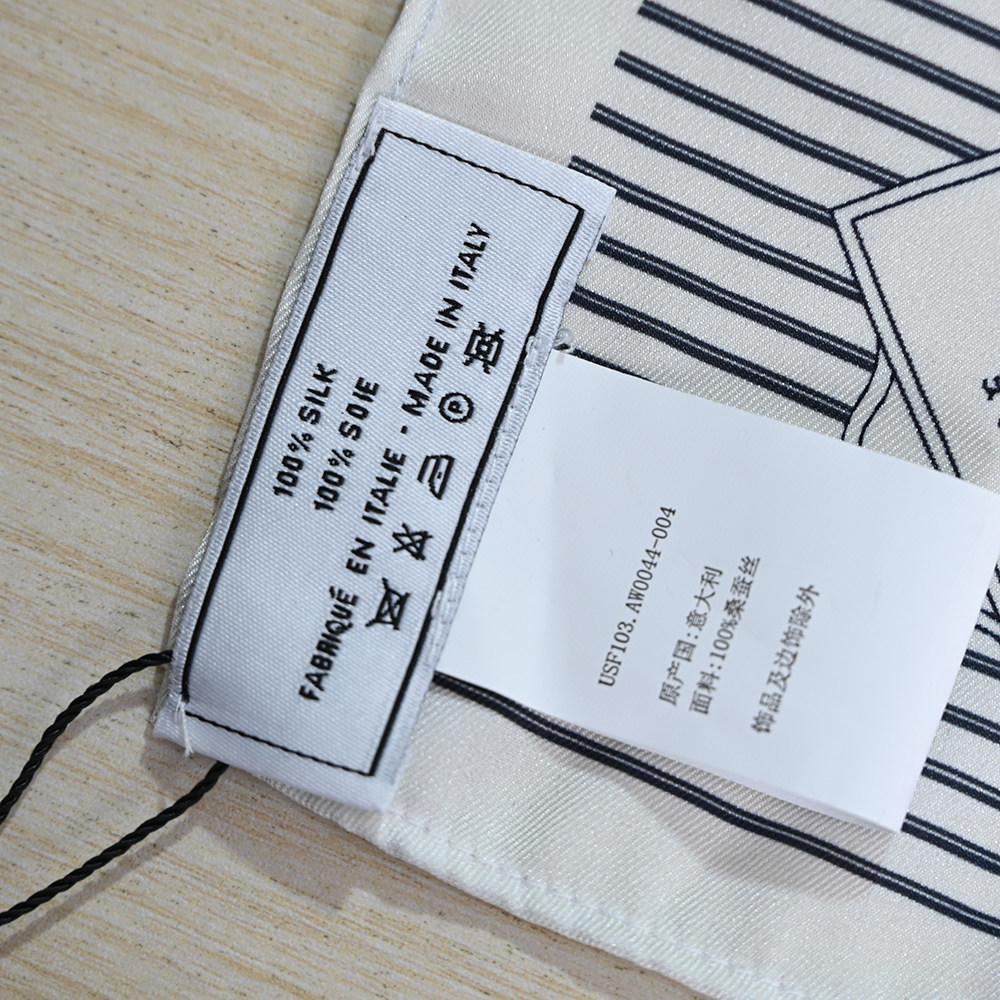 100% SILK
100% SOIE
FABRIQUÉ EN ITALIE - MADE IN ITALY
P
USF103.AW0044-004
原产国:意大利
面料:100%桑蚕丝
饰品及边饰除外